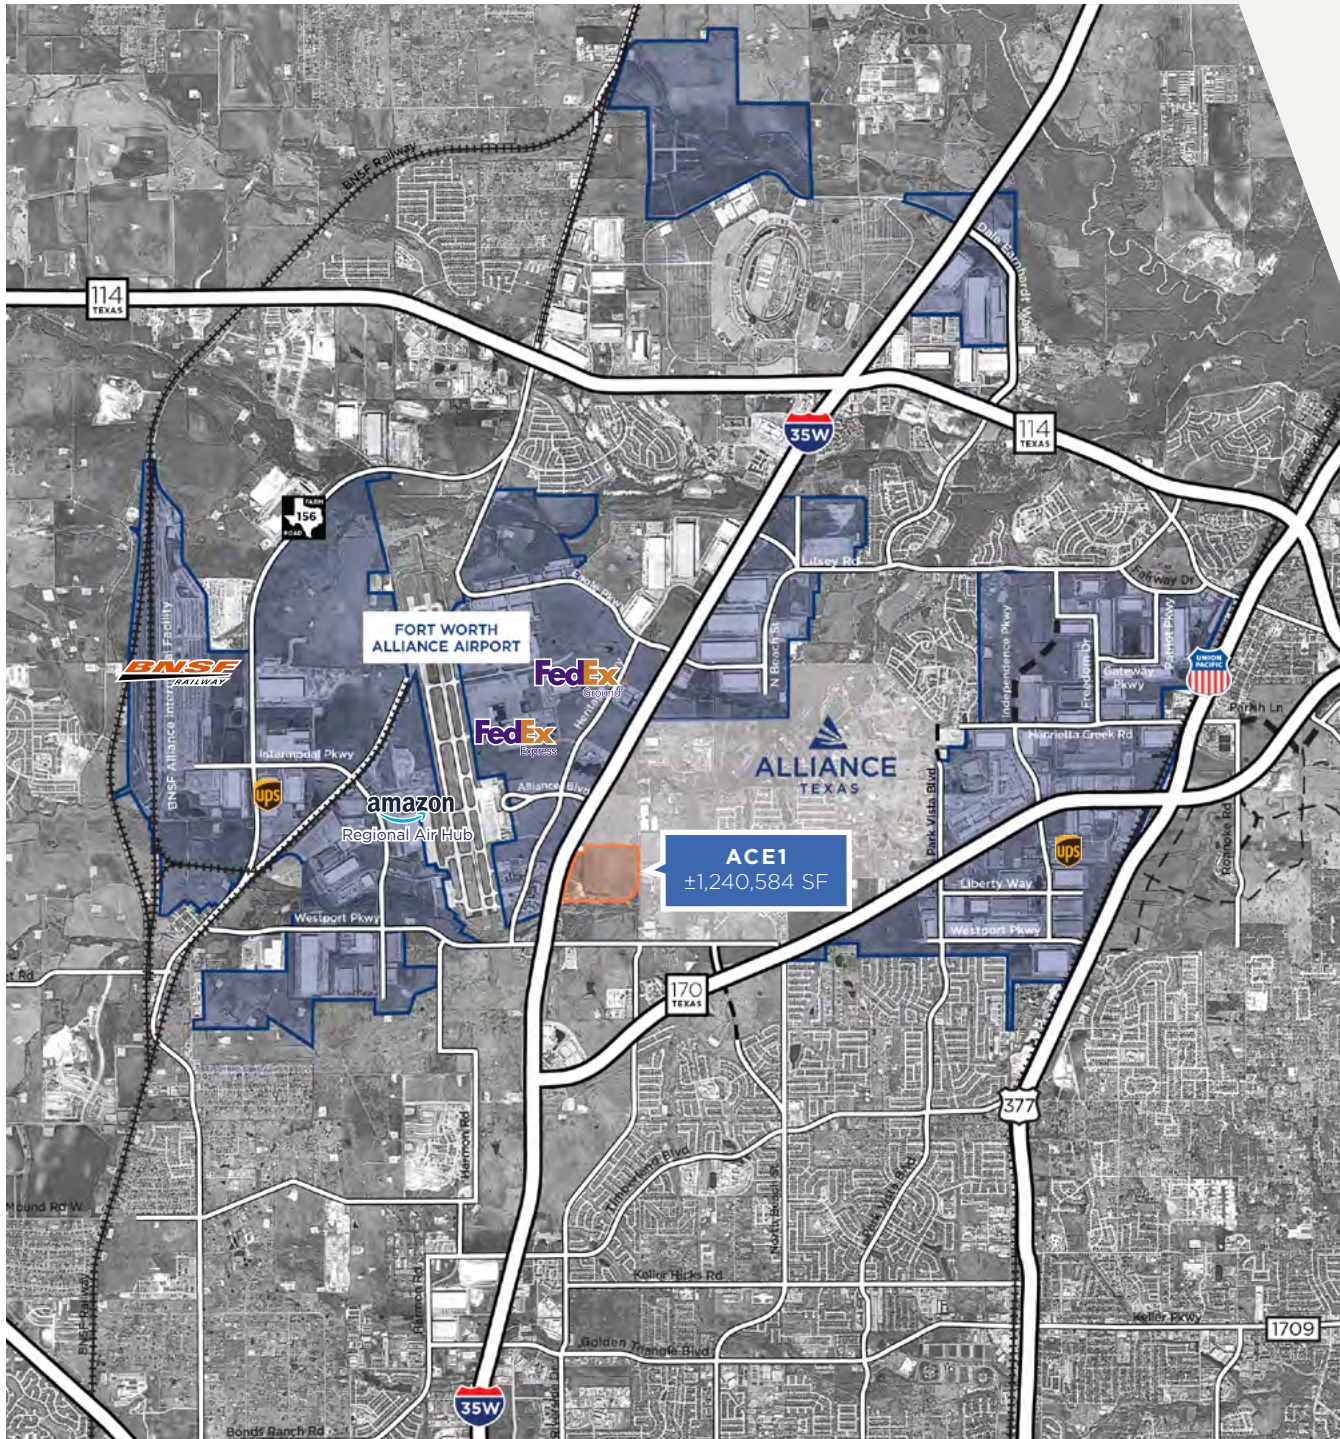 BNSF Railway
Dale Earnhardt Way
114
TEXAS
35W
114
TEXAS
FARM
156
ROAD
Litsey Rd
Fairway Dr
Eagle Pkwy
FORT WORTH
ALLIANCE AIRPORT
BNSF
RAILWAY
BNSF Alliance Intermodal Facility
FedEx
Ground
FedEx
Express
Heritage
N Beach St
Independence Pkwy
Freedom Dr
Patriot Pkwy
Gateway
Pkwy
UNION
PACIFIC
Parish Ln
Henrietta Creek Rd
Intermodal Pkwy
ALLIANCE
TEXAS
ups
amazon
Regional Air Hub
Alliance Blvd
Park Vista Blvd
Roanoke Rd
ups
ACE1
±1,240,584 SF
Liberty Way
Westport Pkwy
Westport Pkwy
170
TEXAS
377
Harmon Rd
Timberland Blvd
North Beach St
Park Vista Blvd
Mound Rd W
Keller Hicks Rd
Harmon Rd
BNSF Railway
Golden Triangle Blvd
Keller Pkwy
1709
35W
Bonds Ranch Rd